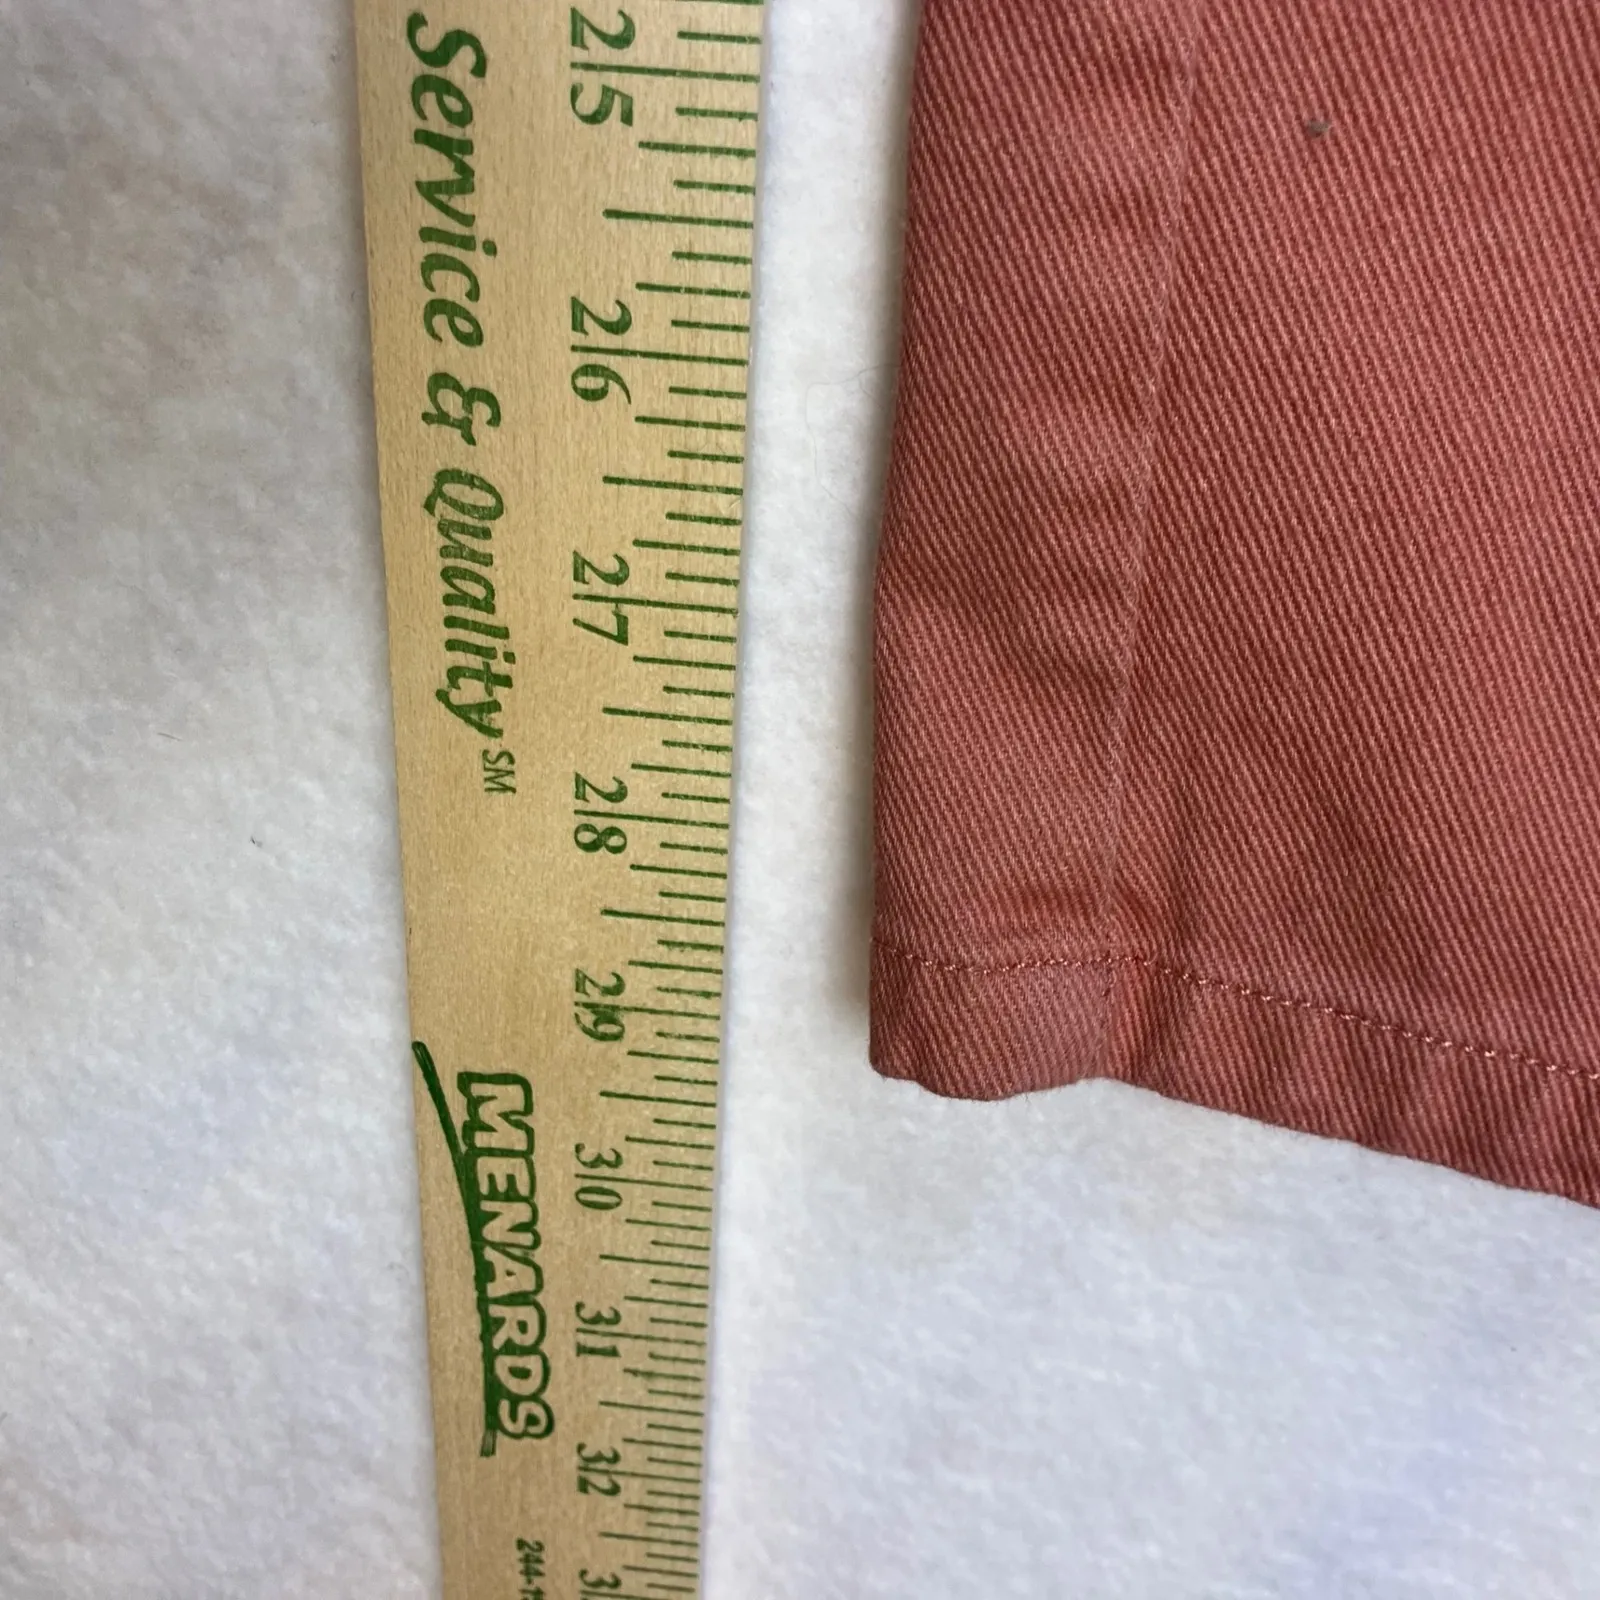 Service & Quality SM
MENARDS
25 26 27 28 29 30 31 32